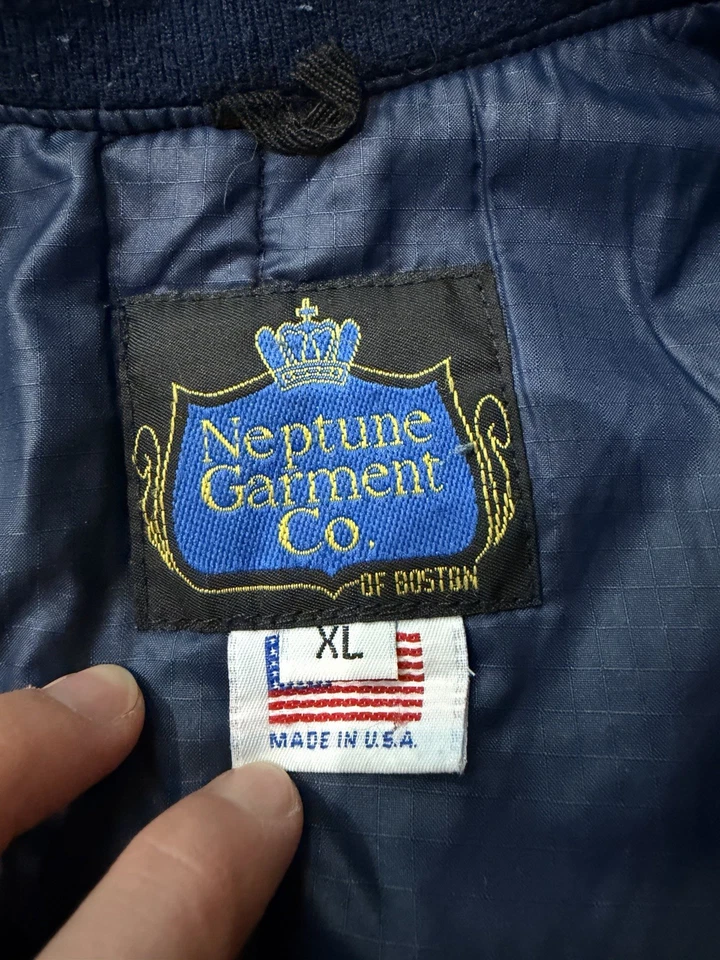 Neptune
Garment
Co.
OF BOSTON
XL
MADE IN U.S.A.